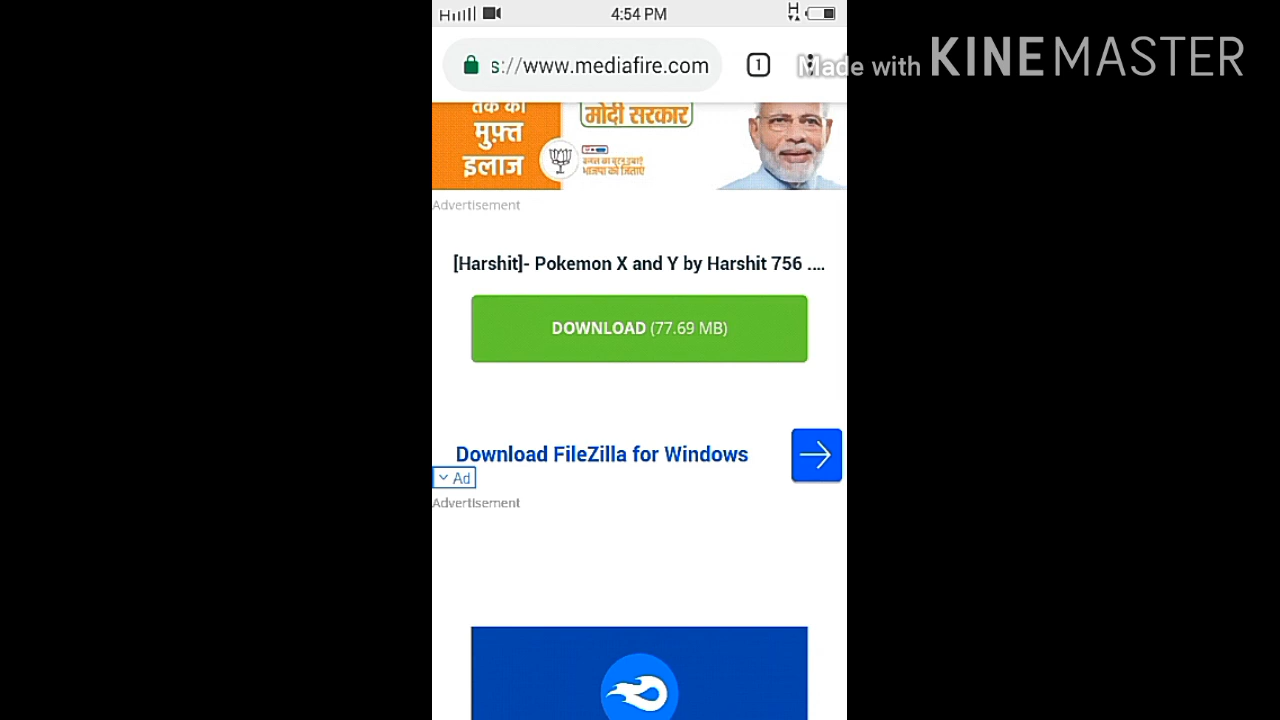 4:54 PM
H
s://www.mediafire.com
1
Made with KINEMASTER
तक का
मुफ़्त
इलाज
मोदी सरकार
भाजपा को जिताएं
Advertisement
[Harshit]- Pokemon X and Y by Harshit 756 ....
DOWNLOAD (77.69 MB)
Download FileZilla for Windows
Ad
Advertisement